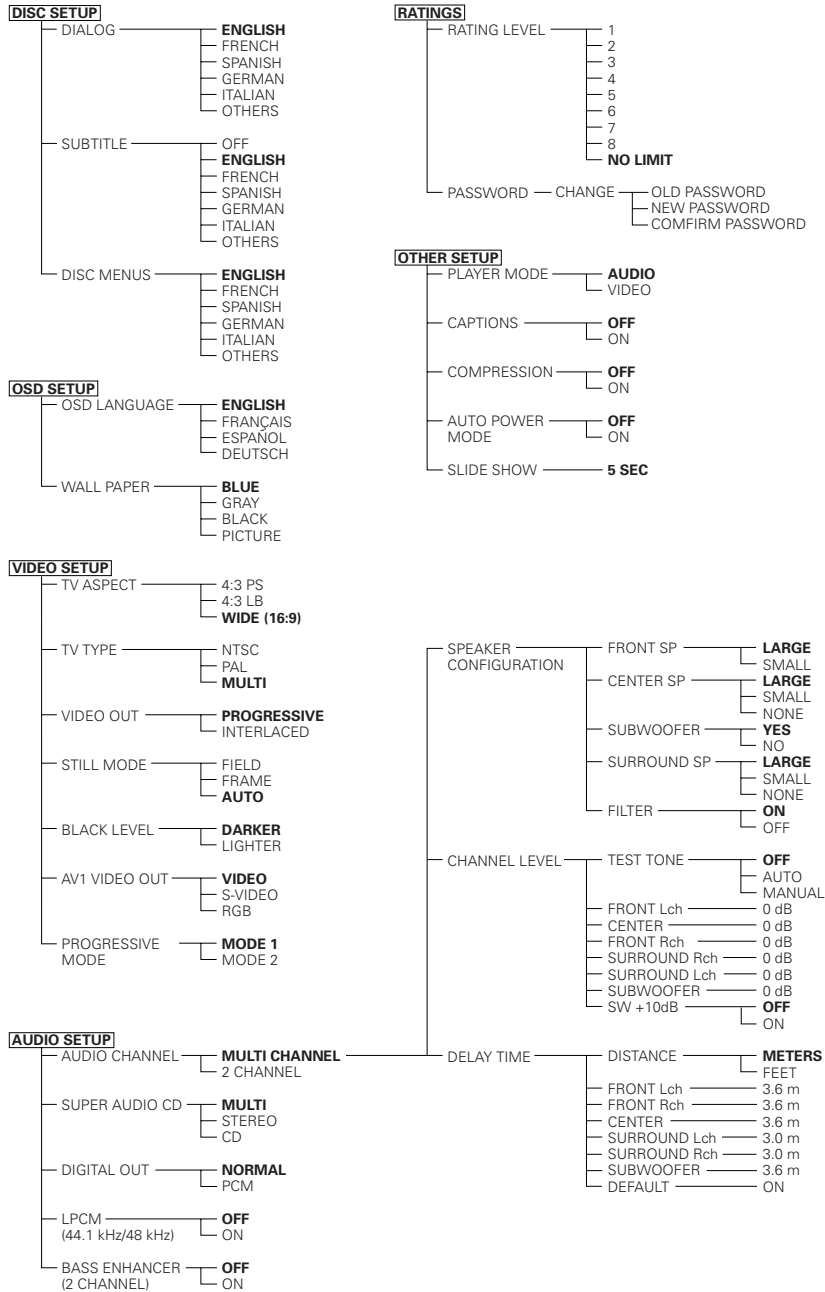 DISC SETUP
DIALOG
ENGLISH
FRENCH
SPANISH
GERMAN
ITALIAN
OTHERS
SUBTITLE
OFF
ENGLISH
FRENCH
SPANISH
GERMAN
ITALIAN
OTHERS
DISC MENUS
ENGLISH
FRENCH
SPANISH
GERMAN
ITALIAN
OTHERS
OSD SETUP
OSD LANGUAGE
ENGLISH
FRANÇAIS
ESPAÑOL
DEUTSCH
WALL PAPER
BLUE
GRAY
BLACK
PICTURE
VIDEO SETUP
TV ASPECT
4:3 PS
4:3 LB
WIDE (16:9)
TV TYPE
NTSC
PAL
MULTI
VIDEO OUT
PROGRESSIVE
INTERLACED
STILL MODE
FIELD
FRAME
AUTO
BLACK LEVEL
DARKER
LIGHTER
AV1 VIDEO OUT
VIDEO
S-VIDEO
RGB
PROGRESSIVE
MODE
MODE 1
MODE 2
AUDIO SETUP
AUDIO CHANNEL
MULTI CHANNEL
2 CHANNEL
SUPER AUDIO CD
MULTI
STEREO
CD
DIGITAL OUT
NORMAL
PCM
LPCM
(44.1 kHz/48 kHz)
OFF
ON
BASS ENHANCER
(2 CHANNEL)
OFF
ON
RATINGS
RATING LEVEL
1
2
3
4
5
6
7
8
NO LIMIT
PASSWORD
CHANGE
OLD PASSWORD
NEW PASSWORD
COMFIRM PASSWORD
OTHER SETUP
PLAYER MODE
AUDIO
VIDEO
CAPTIONS
OFF
ON
COMPRESSION
OFF
ON
AUTO POWER
MODE
OFF
ON
SLIDE SHOW
5 SEC
SPEAKER
CONFIGURATION
FRONT SP
LARGE
SMALL
CENTER SP
LARGE
SMALL
NONE
SUBWOOFER
YES
NO
SURROUND SP
LARGE
SMALL
NONE
FILTER
ON
OFF
CHANNEL LEVEL
TEST TONE
OFF
AUTO
MANUAL
FRONT Lch 0 dB
CENTER 0 dB
FRONT Rch 0 dB
SURROUND Rch 0 dB
SURROUND Lch 0 dB
SUBWOOFER 0 dB
SW +10dB
OFF
ON
DELAY TIME
DISTANCE
METERS
FEET
FRONT Lch 3.6 m
FRONT Rch 3.6 m
CENTER 3.6 m
SURROUND Lch 3.0 m
SURROUND Rch 3.0 m
SUBWOOFER 3.6 m
DEFAULT ON